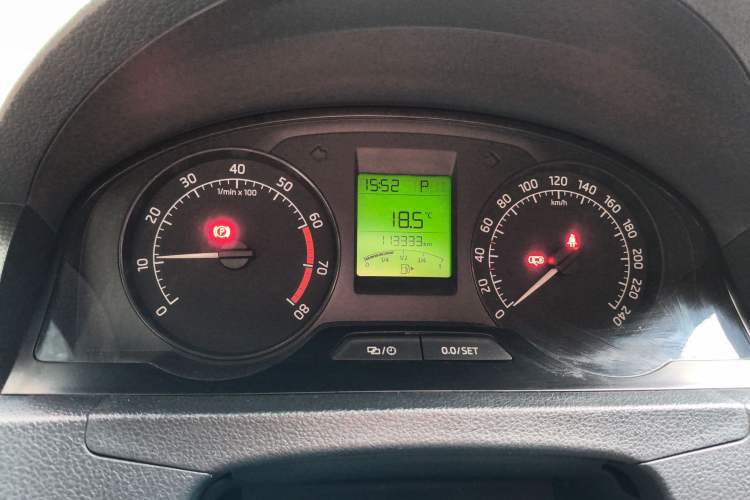 0 10 20 30 40 50 60 70 80
1/min x 100
P
15:52 P
18.5 °C
113333 km
0 1/4 1/2 3/4 1
0 20 40 60 80 100 120 140 160 180 200 220 240
km/h
0.0/SET